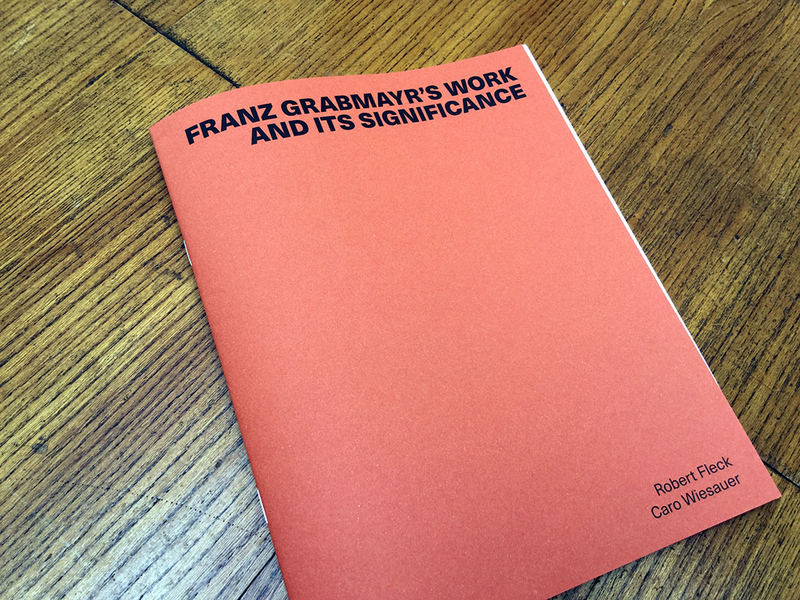 FRANZ GRABMAYR'S WORK
AND ITS SIGNIFICANCE
Robert Fleck
Caro Wiesauer